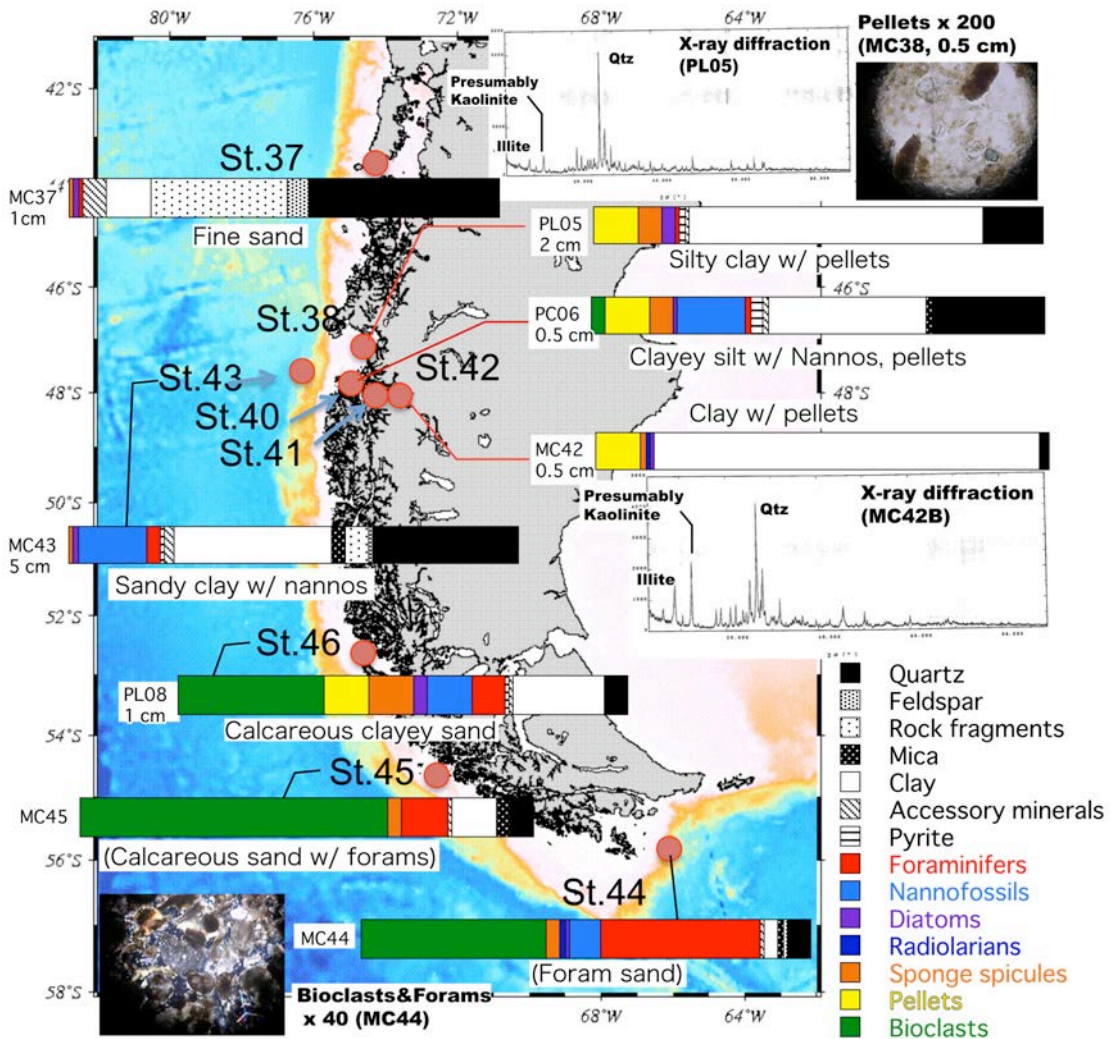 80°W
76°W
72°W
68°W
64°W
Pellets x 200
(MC38, 0.5 cm)
X-ray diffraction
(PL05)
Qtz
Presumably
Kaolinite
Illite
42°S
St.37
MC37
1cm
Fine sand
PL05
2 cm
Silty clay w/ pellets
46°S
46°S
St.38
PC06
0.5 cm
Clayey silt w/ Nannos, pellets
St.42
St.43
48°S
48°S
St.40
St.41
Clay w/ pellets
MC42
0.5 cm
50°S
X-ray diffraction
(MC42B)
Presumably
Kaolinite
Qtz
Illite
MC43
5 cm
Sandy clay w/ nannos
52°S
St.46
PL08
1 cm
Calcareous clayey sand
54°S
St.45
MC45
(Calcareous sand w/ forams)
56°S
St.44
MC44
(Foram sand)
Bioclasts&Forams
x 40 (MC44)
58°S
68°W
64°W
Quartz
Feldspar
Rock fragments
Mica
Clay
Accessory minerals
Pyrite
Foraminifers
Nannofossils
Diatoms
Radiolarians
Sponge spicules
Pellets
Bioclasts